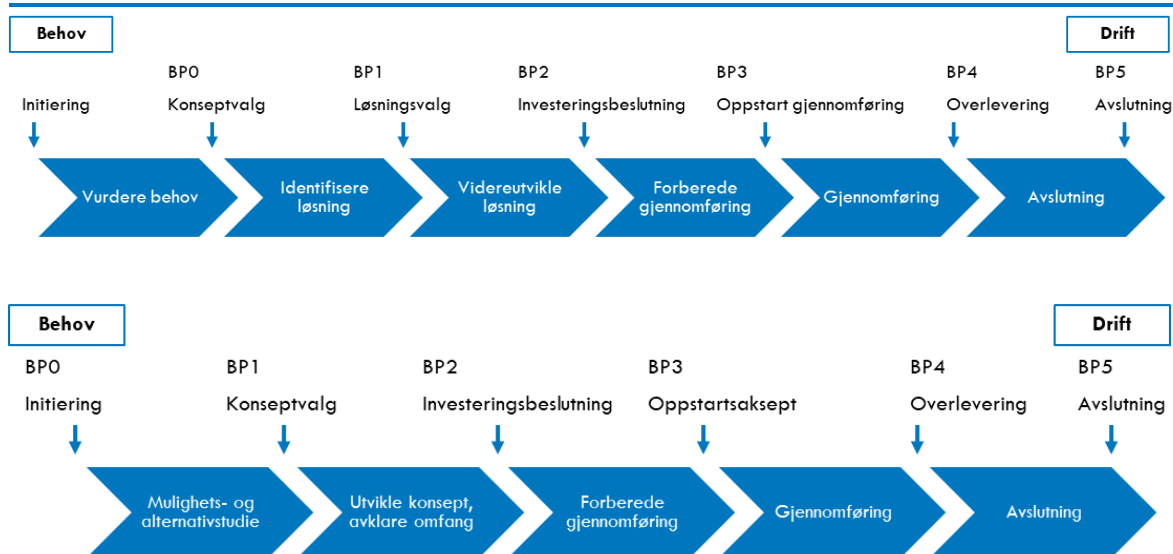 Behov
Drift
BP0
BP1
BP2
BP3
BP4
BP5
Initiering
Konseptvalg
Løsningsvalg
Investeringsbeslutning
Oppstart gjennomføring
Overlevering
Avslutning
Vurdere behov
Identifisere
løsning
Videreutvikle
løsning
Forberede
gjennomføring
Gjennomføring
Avslutning
Behov
Drift
BP0
BP1
BP2
BP3
BP4
BP5
Initiering
Konseptvalg
Investeringsbeslutning
Oppstartsaksept
Overlevering
Avslutning
Mulighets- og
alternativstudie
Utvikle konsept,
avklare omfang
Forberede
gjennomføring
Gjennomføring
Avslutning